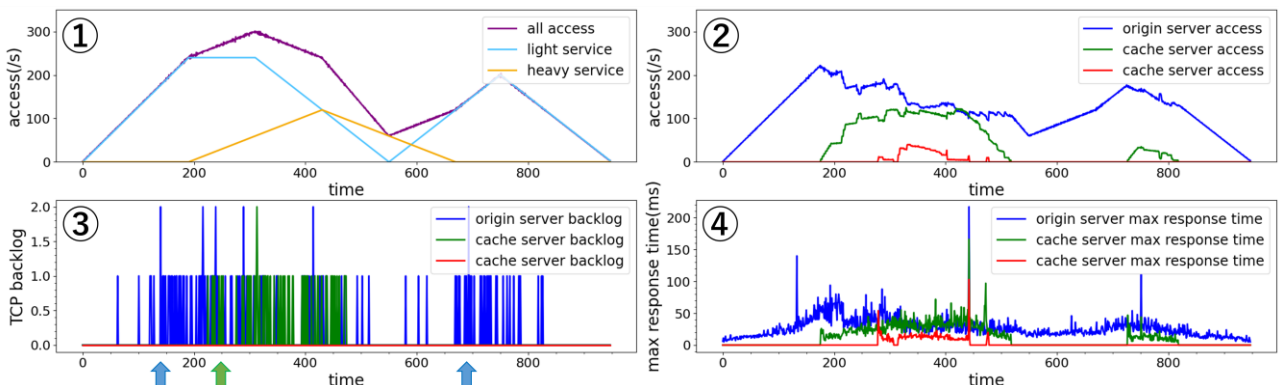 ①
access(/s)
300
200
100
0
all access
light service
heavy service
0
200
400
600
800
time
②
access(/s)
300
200
100
0
origin server access
cache server access
cache server access
0
200
400
600
800
time
③
TCP backlog
2.0
1.5
1.0
0.5
0.0
origin server backlog
cache server backlog
cache server backlog
0
200
400
600
800
time
④
max response time(ms)
200
150
100
50
0
origin server max response time
cache server max response time
cache server max response time
0
200
400
600
800
time